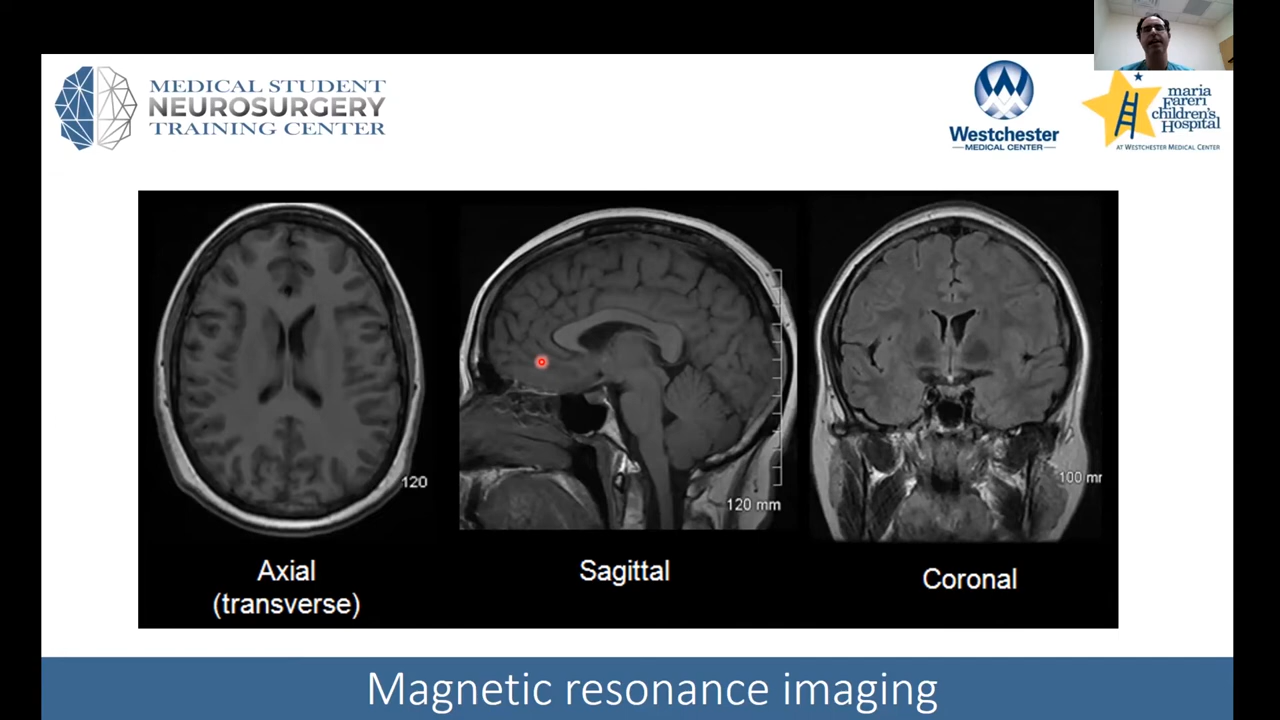 MEDICAL STUDENT
NEUROSURGERY
TRAINING CENTER
Westchester
MEDICAL CENTER
maria
Fareri
children's
Hospital
AT WESTCHESTER MEDICAL CENTER
120
120 mm
100 mr
Axial
(transverse)
Sagittal
Coronal
Magnetic resonance imaging